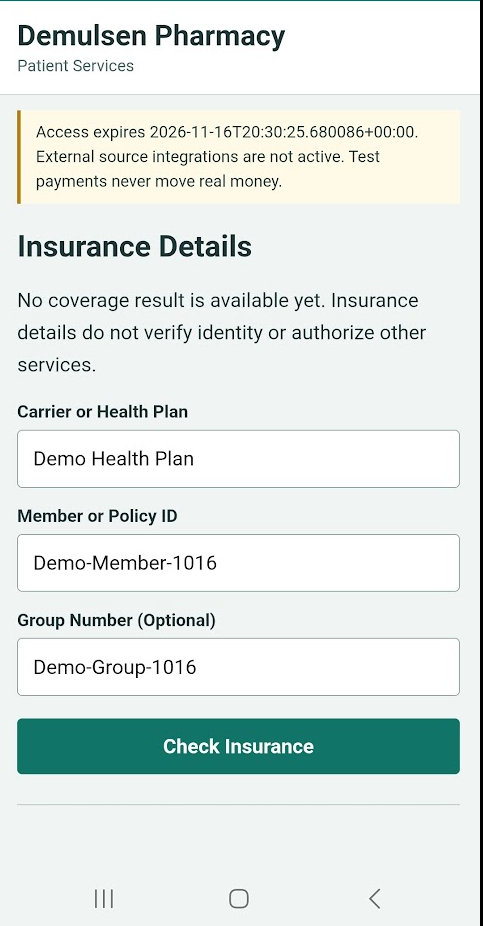 Demulsen Pharmacy
Patient Services
Access expires 2026-11-16T20:30:25.680086+00:00.
External source integrations are not active. Test
payments never move real money.
Insurance Details
No coverage result is available yet. Insurance
details do not verify identity or authorize other
services.
Carrier or Health Plan
Demo Health Plan
Member or Policy ID
Demo-Member-1016
Group Number (Optional)
Demo-Group-1016
Check Insurance